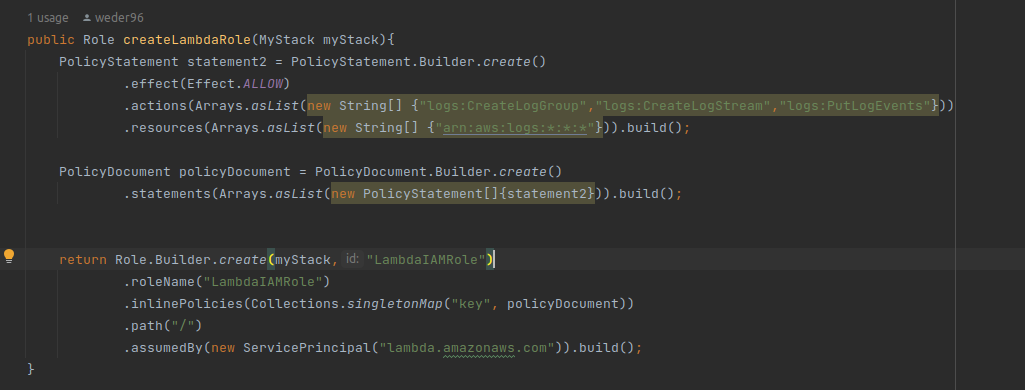 1 usage weder96
public Role createLambdaRole(MyStack myStack){
PolicyStatement statement2 = PolicyStatement.Builder.create()
.effect(Effect.ALLOW)
.actions(Arrays.asList(new String[] {"logs:CreateLogGroup","logs:CreateLogStream","logs:PutLogEvents"}))
.resources(Arrays.asList(new String[] {"arn:aws:logs:*:*:*"})).build();
PolicyDocument policyDocument = PolicyDocument.Builder.create()
.statements(Arrays.asList(new PolicyStatement[]{statement2})).build();
return Role.Builder.create(myStack, id: "LambdaIAMRole")
.roleName("LambdaIAMRole")
.inlinePolicies(Collections.singletonMap("key", policyDocument))
.path("/")
.assumedBy(new ServicePrincipal("lambda.amazonaws.com")).build();
}